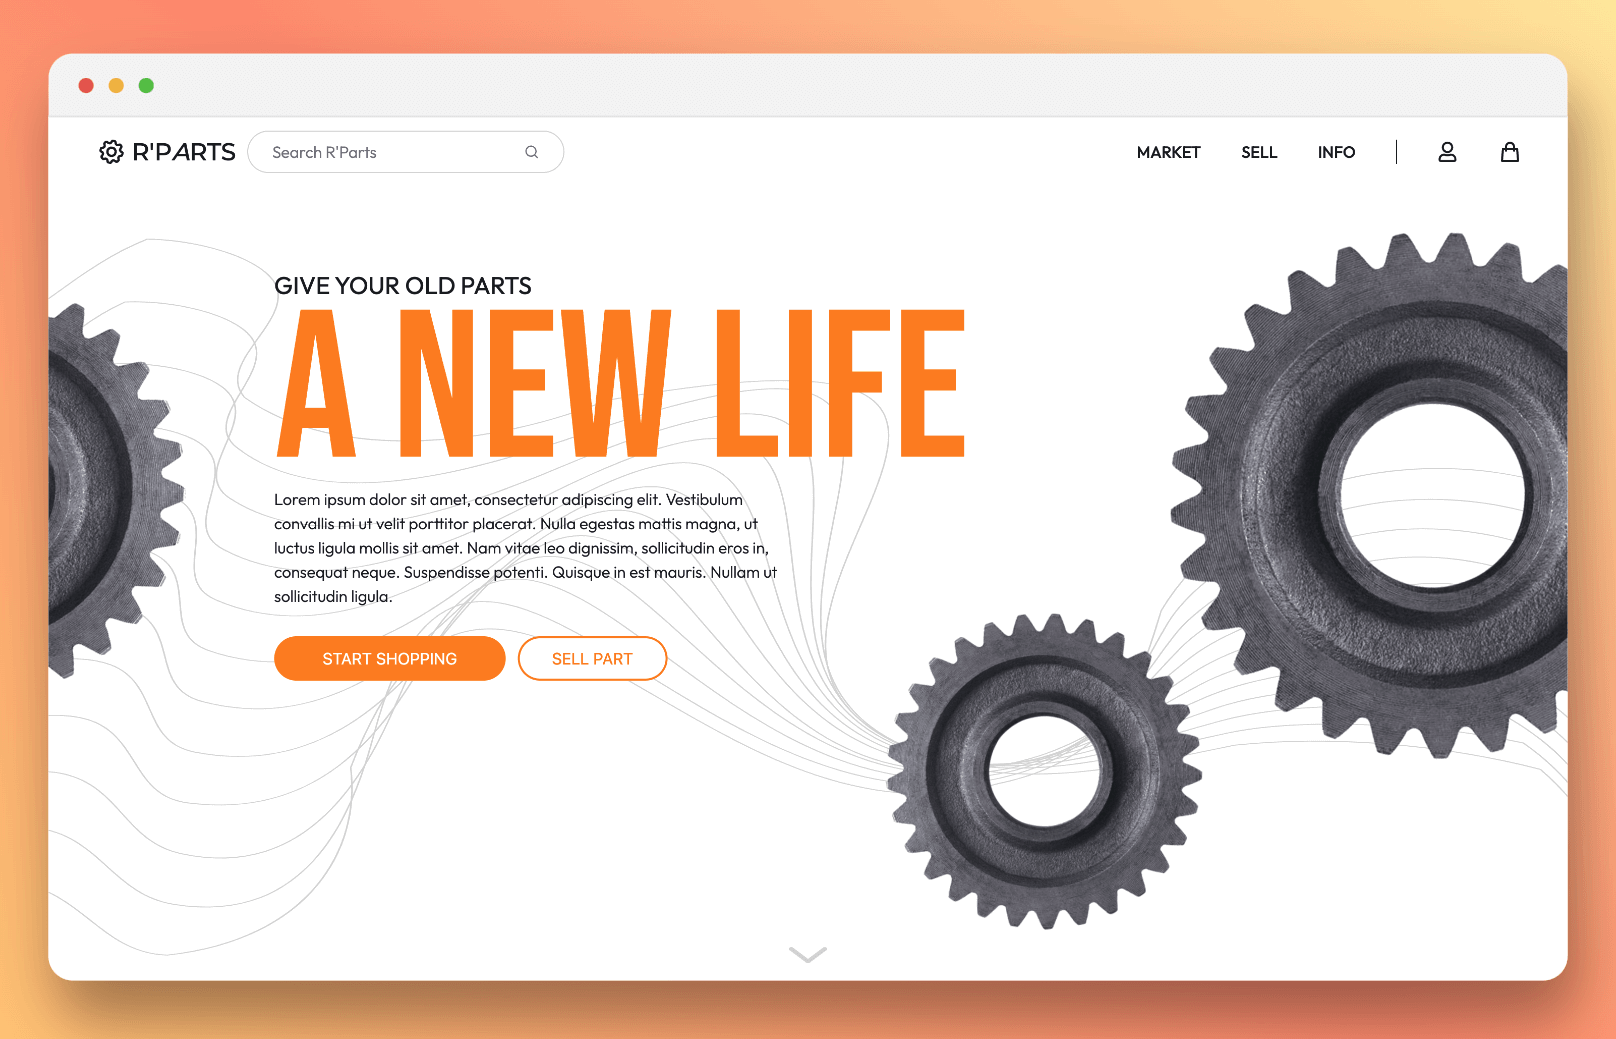 R'PARTS
Search R'Parts
MARKET
SELL
INFO
GIVE YOUR OLD PARTS
A NEW LIFE
Lorem ipsum dolor sit amet, consectetur adipiscing elit. Vestibulum
convallis mi ut velit porttitor placerat. Nulla egestas mattis magna, ut
luctus ligula mollis sit amet. Nam vitae leo dignissim, sollicitudin eros in,
consequat neque. Suspendisse potenti. Quisque in est mauris. Nullam ut
sollicitudin ligula.
START SHOPPING
SELL PART